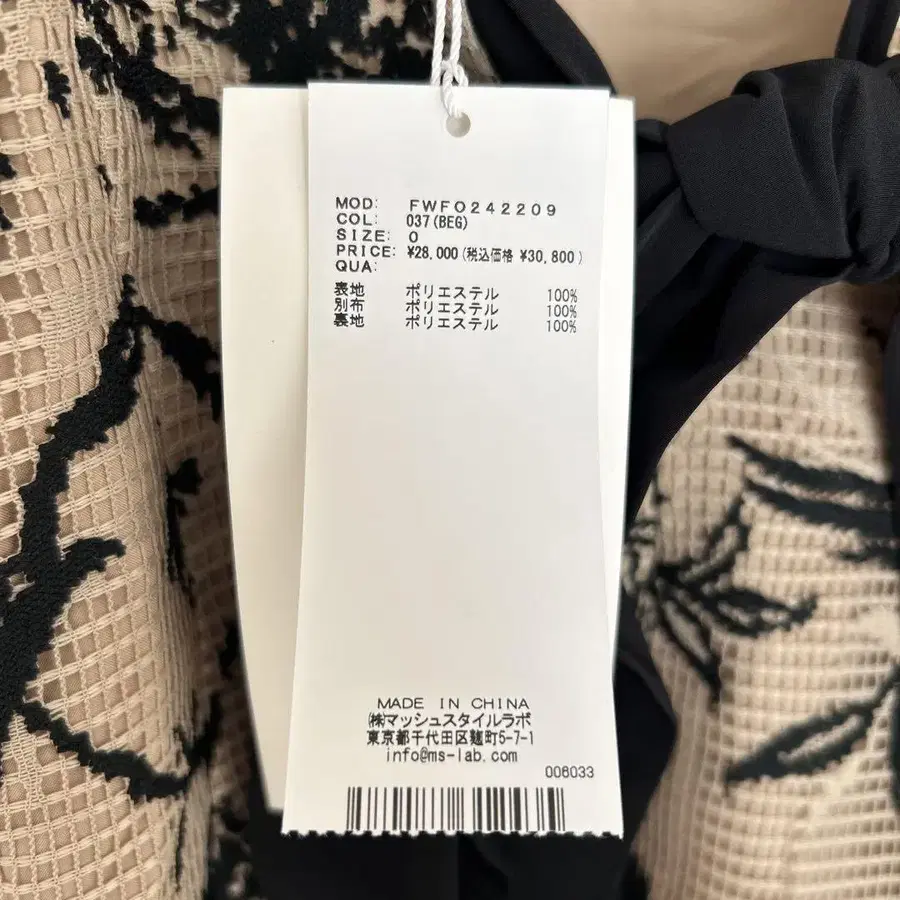 MOD: FWFO242209
COL: 037(BEG)
SIZE: 0
PRICE: ¥28,000(税込価格 ¥30,800)
QUA:
表地 ポリエステル 100%
別布 ポリエステル 100%
裏地 ポリエステル 100%
MADE IN CHINA
㈱マッシュスタイルラボ
東京都千代田区麹町5-7-1
info@ms-lab.com
006033